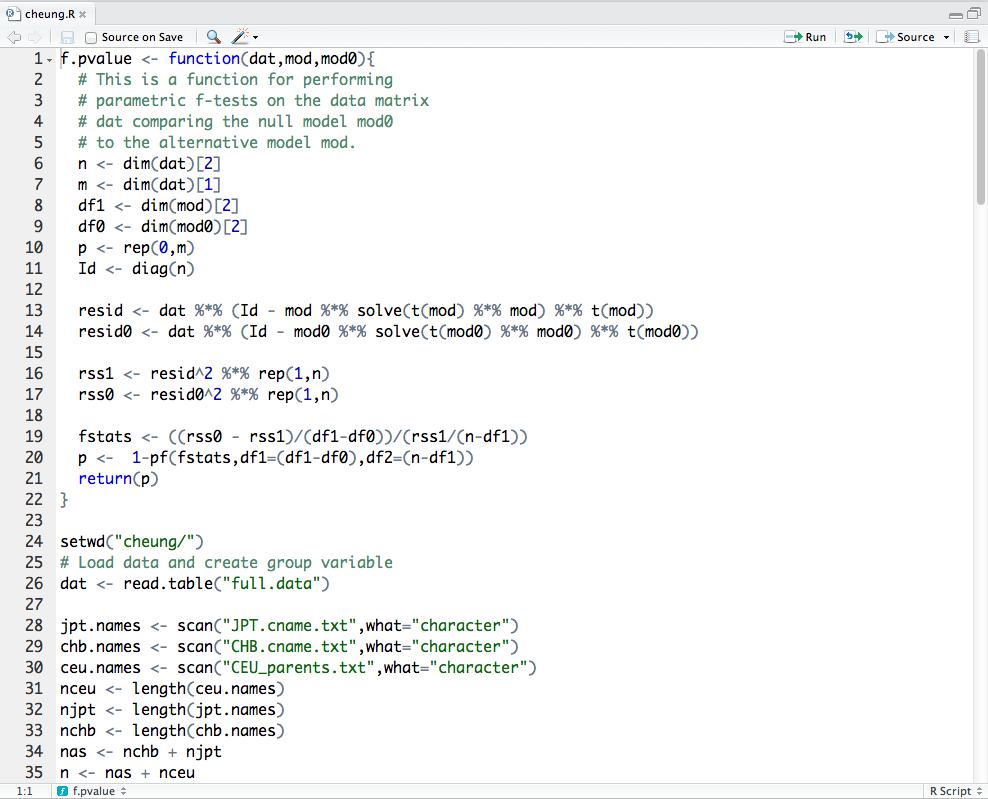 cheung.R
Source on Save
Run
Source
1 f.pvalue <- function(dat,mod,mod0){
2   # This is a function for performing
3   # parametric f-tests on the data matrix
4   # dat comparing the null model mod0
5   # to the alternative model mod.
6   n <- dim(dat)[2]
7   m <- dim(dat)[1]
8   df1 <- dim(mod)[2]
9   df0 <- dim(mod0)[2]
10   p <- rep(0,m)
11   Id <- diag(n)
12
13   resid <- dat %*% (Id - mod %*% solve(t(mod) %*% mod) %*% t(mod))
14   resid0 <- dat %*% (Id - mod0 %*% solve(t(mod0) %*% mod0) %*% t(mod0))
15
16   rss1 <- resid^2 %*% rep(1,n)
17   rss0 <- resid0^2 %*% rep(1,n)
18
19   fstats <- ((rss0 - rss1)/(df1-df0))/(rss1/(n-df1))
20   p <-  1-pf(fstats,df1=(df1-df0),df2=(n-df1))
21   return(p)
22 }
23
24 setwd("cheung/")
25 # Load data and create group variable
26 dat <- read.table("full.data")
27
28 jpt.names <- scan("JPT.cname.txt",what="character")
29 chb.names <- scan("CHB.cname.txt",what="character")
30 ceu.names <- scan("CEU_parents.txt",what="character")
31 nceu <- length(ceu.names)
32 njpt <- length(jpt.names)
33 nchb <- length(chb.names)
34 nas <- nchb + njpt
35 n <- nas + nceu
1:1
f.pvalue
R Script